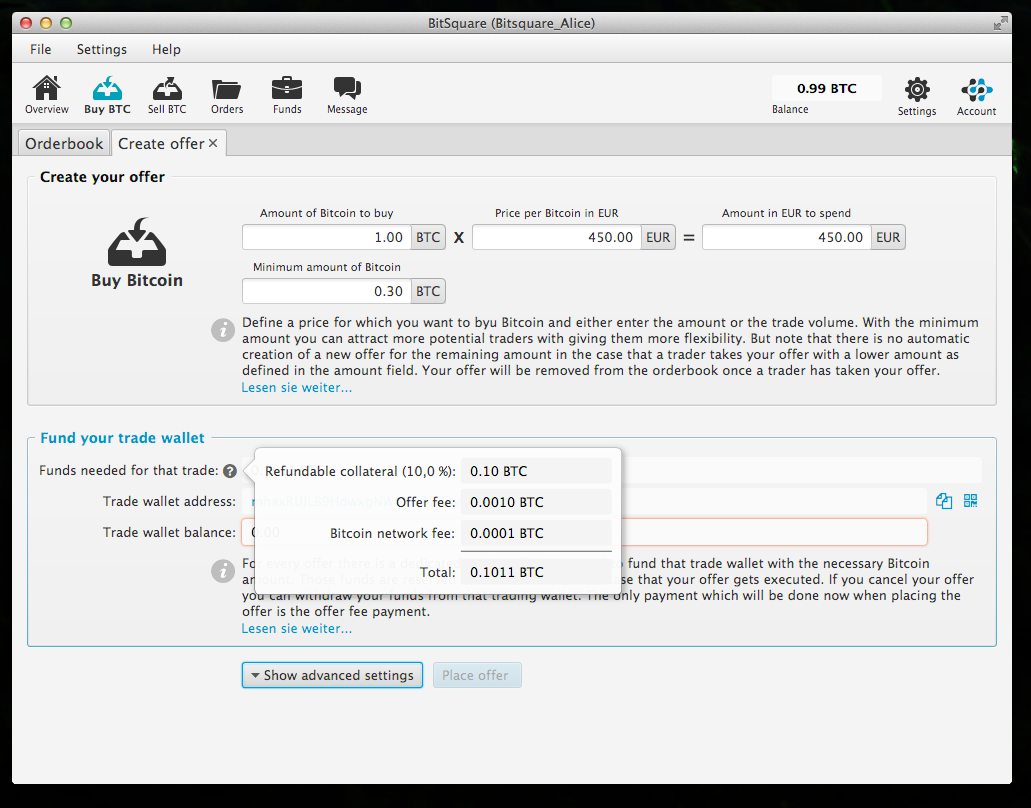 BitSquare (Bitsquare_Alice)
File Settings Help
Overview Buy BTC Sell BTC Orders Funds Message
0.99 BTC
Balance
Settings Account
Orderbook Create offer
Create your offer
Amount of Bitcoin to buy Price per Bitcoin in EUR Amount in EUR to spend
1.00 BTC X 450.00 EUR = 450.00 EUR
Minimum amount of Bitcoin
0.30 BTC
Buy Bitcoin
Define a price for which you want to byu Bitcoin and either enter the amount or the trade volume. With the minimum
amount you can attract more potential traders with giving them more flexibility. But note that there is no automatic
creation of a new offer for the remaining amount in the case that a trader takes your offer with a lower amount as
defined in the amount field. Your offer will be removed from the orderbook once a trader has taken your offer.
Lesen sie weiter...
Fund your trade wallet
Funds needed for that trade: ?
Refundable collateral (10,0 %): 0.10 BTC
Trade wallet address:
Offer fee: 0.0010 BTC
Trade wallet balance: 0.00
Bitcoin network fee: 0.0001 BTC
Total: 0.1011 BTC
For every offer there is a fund that trade wallet with the necessary Bitcoin
amount. Those funds are se that your offer gets executed. If you cancel your offer
you can withdraw your funds from that trading wallet. The only payment which will be done now when placing the
offer is the offer fee payment.
Lesen sie weiter...
Show advanced settings Place offer